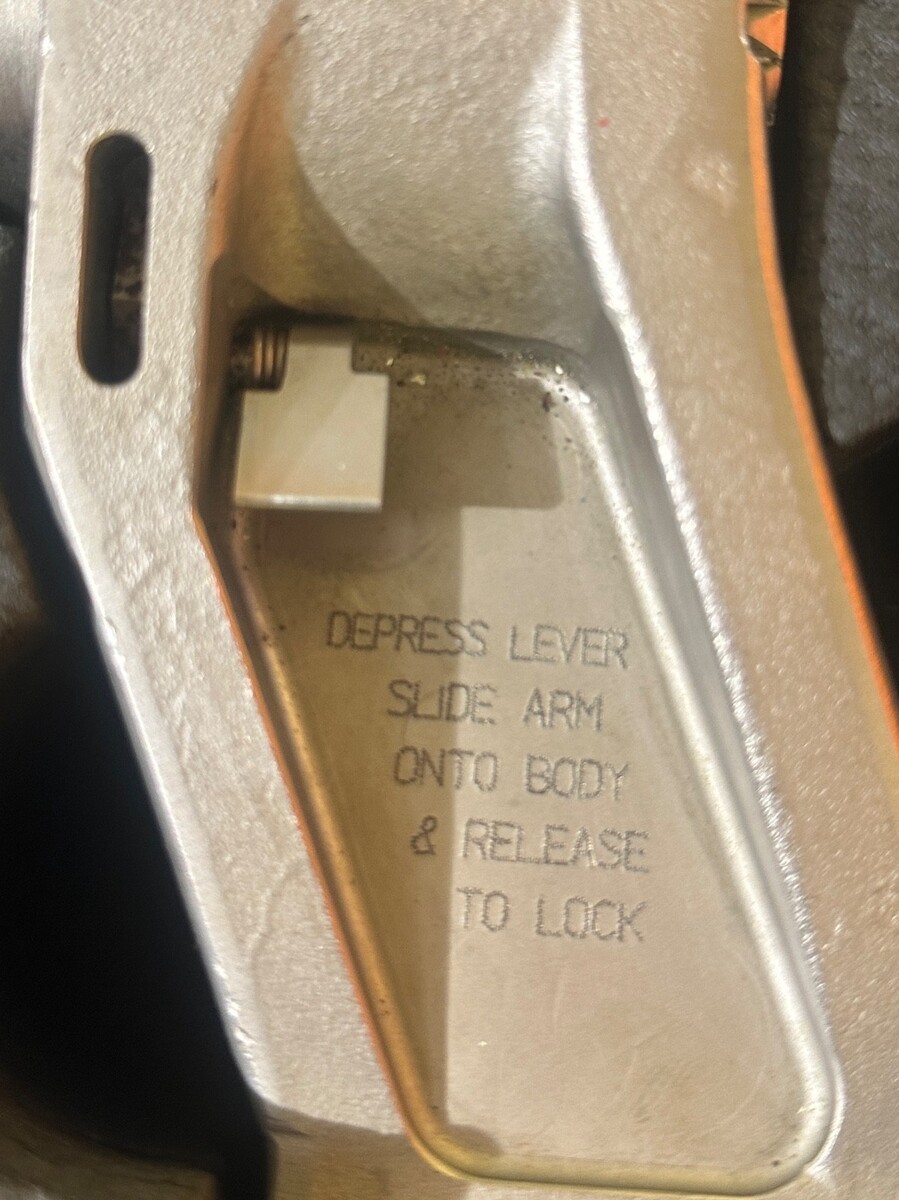 DEPRESS LEVER
SLIDE ARM
ONTO BODY
& RELEASE
TO LOCK